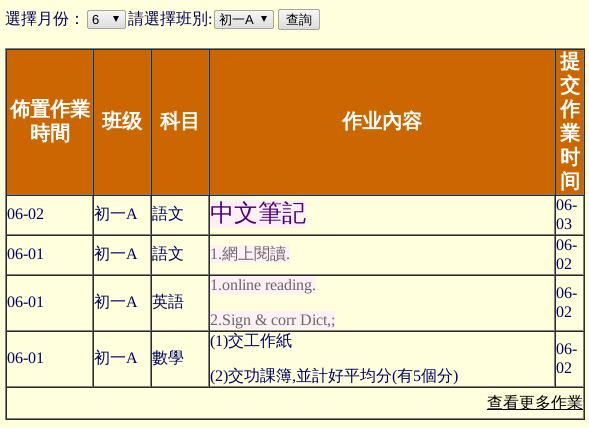 選擇月份： 6 請選擇班別: 初一A 查詢
佈置作業時間 班级 科目 作业內容 提交作業时间
06-02 初一A 語文 中文筆記 06-03
06-01 初一A 語文 1.網上閱讀. 06-02
06-01 初一A 英語 1.online reading. 06-02
2.Sign & corr Dict,;
06-01 初一A 數學 (1)交工作紙 06-02
(2)交功課簿,並計好平均分(有5個分)
查看更多作業